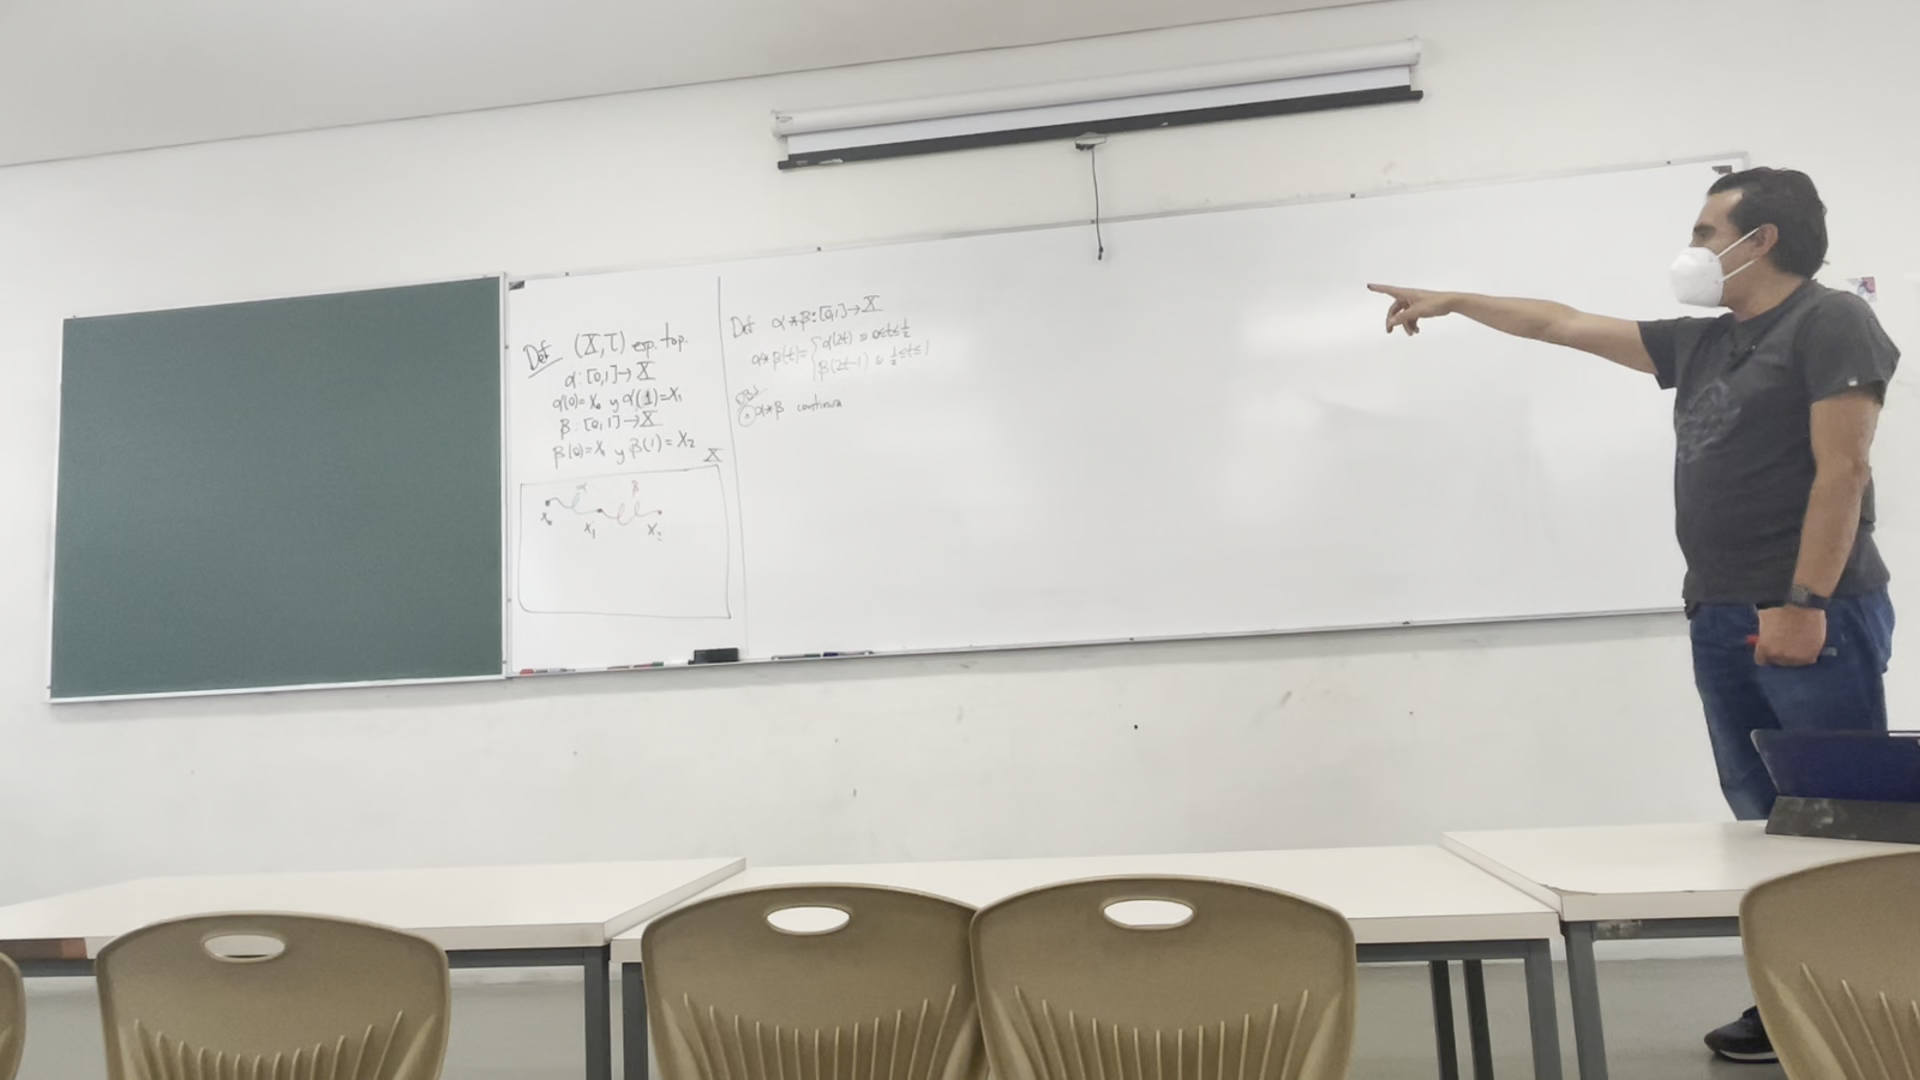 Def (X,τ) esp. top.
α: [0,1]→X
α(0)=x₀ y α(1)=x₁
β: [0,1]→X
β(0)=x₁ y β(1)=x₂
X
α β
x₀ x₁ x₂
Def α*β: [0,1]→X
α*β(t)= { α(2t) si 0≤t≤½
β(2t-1) si ½≤t≤1
Obs
α*β continua